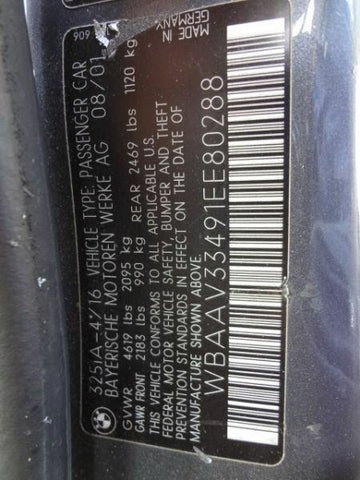 325IA-4/16 VEHICLE TYPE: PASSENGER CAR
BAYERISCHE MOTOREN WERKE AG 08/01
GVWR 4619 lbs 2095 kg
GAWR FRONT 2183 lbs 990 kg REAR 2469 lbs 1120 kg
THIS VEHICLE CONFORMS TO ALL APPLICABLE U.S.
FEDERAL MOTOR VEHICLE SAFETY, BUMPER AND THEFT
PREVENTION STANDARDS IN EFFECT ON THE DATE OF
MANUFACTURE SHOWN ABOVE.
WBAAV33491EE80288
MADE IN
GERMANY
606